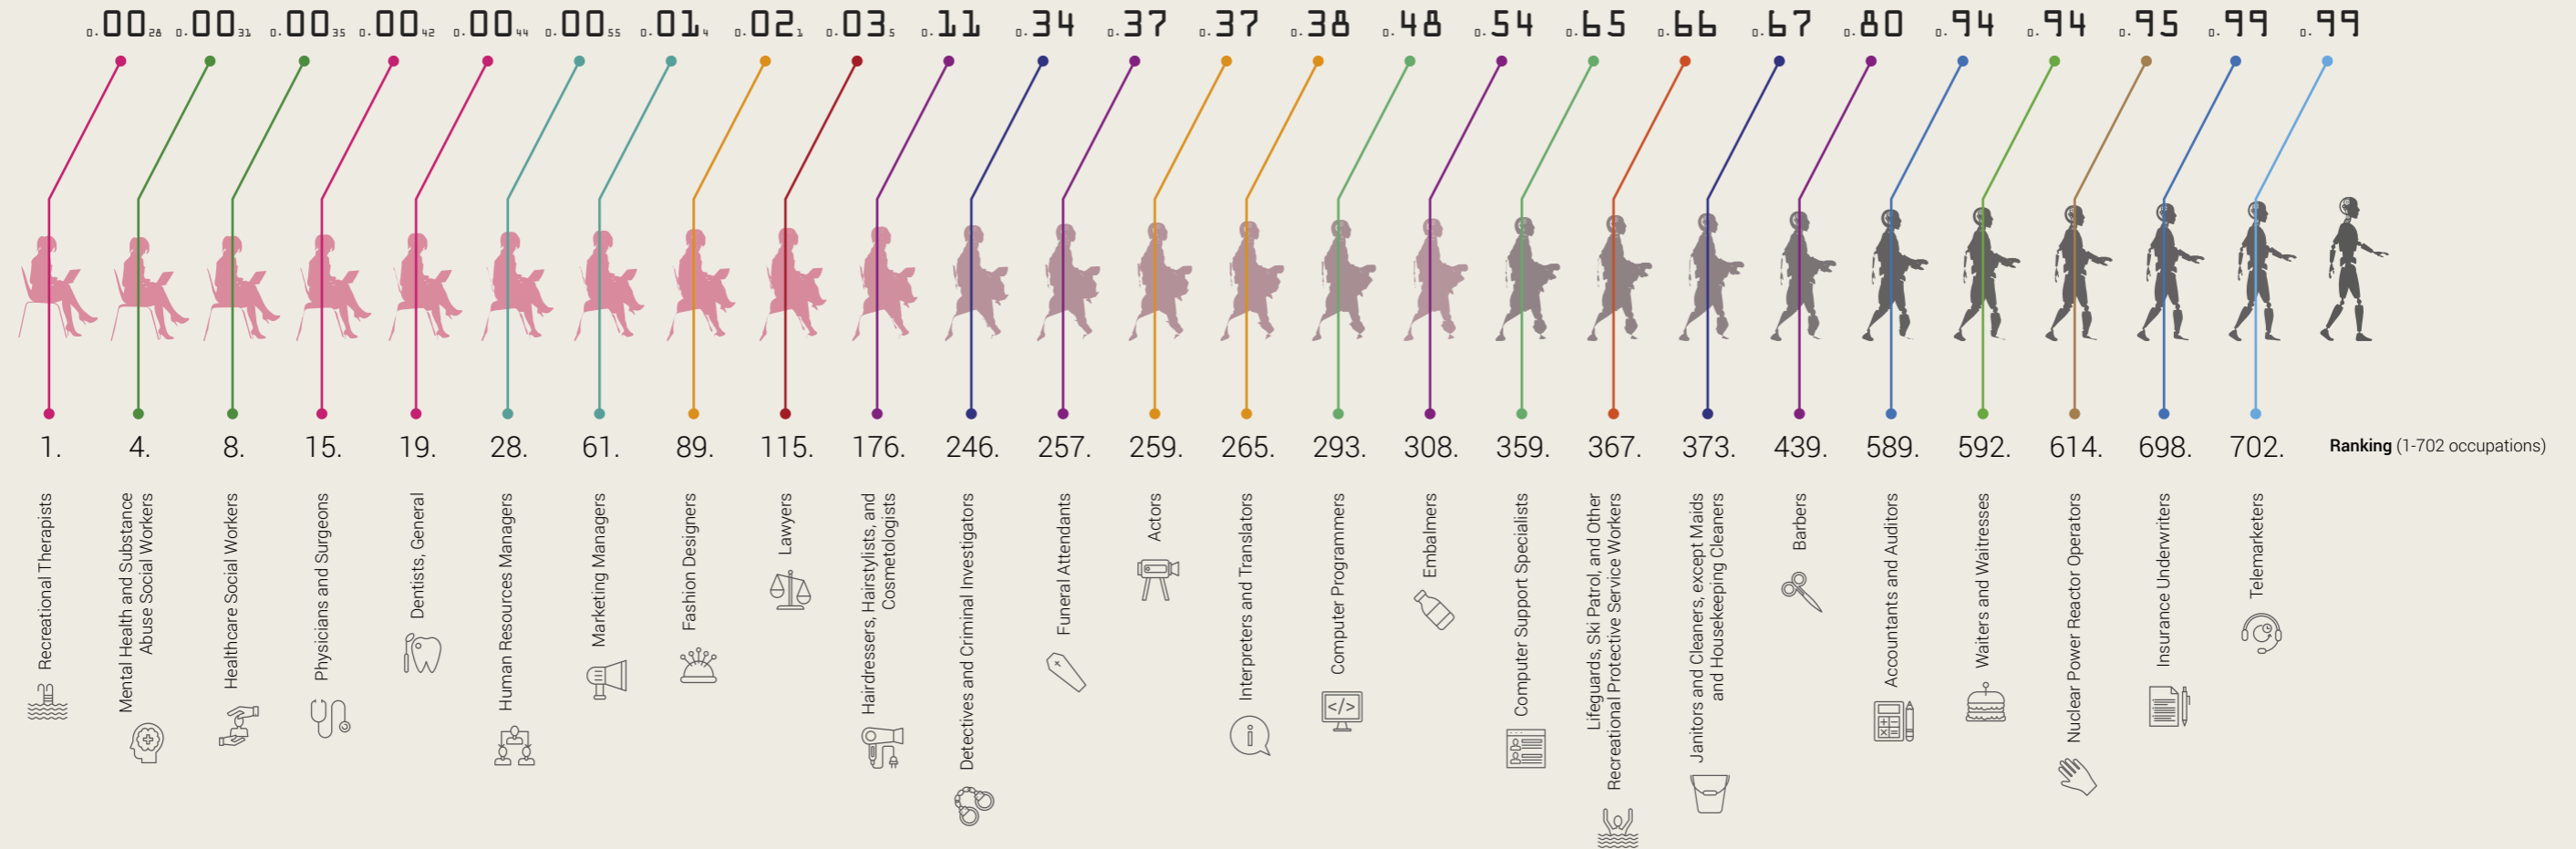 0.0028 0.0031 0.0035 0.0042 0.0044 0.0055 0.014 0.021 0.035 0.11 0.34 0.37 0.37 0.38 0.48 0.54 0.65 0.66 0.67 0.80 0.94 0.94 0.95 0.99 0.99
1. 4. 8. 15. 19. 28. 61. 89. 115. 176. 246. 257. 259. 265. 293. 308. 359. 367. 373. 439. 589. 592. 614. 698. 702. Ranking (1-702 occupations)
Recreational Therapists
Mental Health and Substance
Abuse Social Workers
Healthcare Social Workers
Physicians and Surgeons
Dentists, General
Human Resources Managers
Marketing Managers
Fashion Designers
Lawyers
Hairdressers, Hairstylists, and
Cosmetologists
Detectives and Criminal Investigators
Funeral Attendants
Actors
Interpreters and Translators
i
Computer Programmers
</>
Embalmers
Computer Support Specialists
Lifeguards, Ski Patrol, and Other
Recreational Protective Service Workers
Janitors and Cleaners, except Maids
and Housekeeping Cleaners
Barbers
Accountants and Auditors
Waiters and Waitresses
Nuclear Power Reactor Operators
Insurance Underwriters
Telemarketers